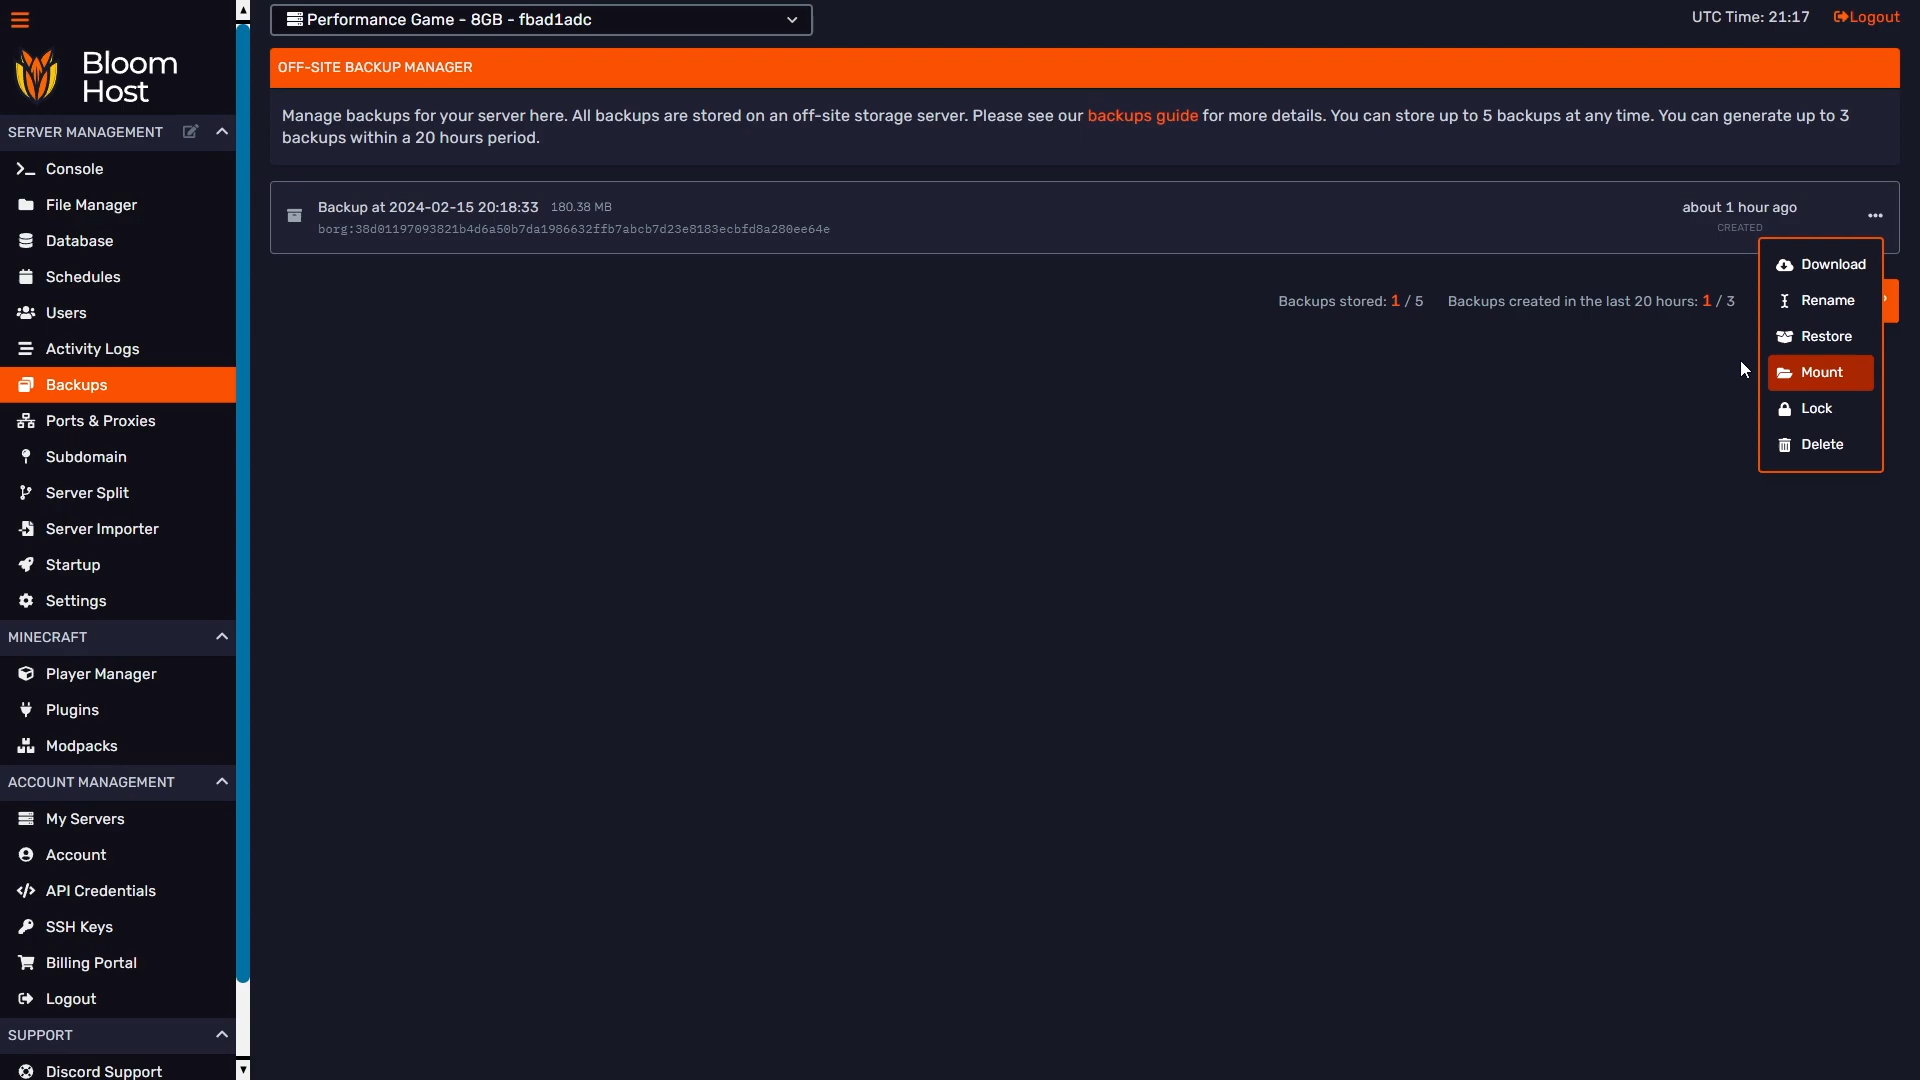 Performance Game - 8GB - fbad1adc
UTC Time: 21:17
Logout
Bloom
Host
SERVER MANAGEMENT
Console
File Manager
Database
Schedules
Users
Activity Logs
Backups
Ports & Proxies
Subdomain
Server Split
Server Importer
Startup
Settings
MINECRAFT
Player Manager
Plugins
Modpacks
ACCOUNT MANAGEMENT
My Servers
Account
API Credentials
SSH Keys
Billing Portal
Logout
SUPPORT
Discord Support
OFF-SITE BACKUP MANAGER
Manage backups for your server here. All backups are stored on an off-site storage server. Please see our backups guide for more details. You can store up to 5 backups at any time. You can generate up to 3
backups within a 20 hours period.
Backup at 2024-02-15 20:18:33 180.38 MB
borg:38d01197093821b4d6a50b7da1986632ffb7abcb7d23e8183ecbfd8a280ee64e
about 1 hour ago
CREATED
Backups stored: 1 / 5 Backups created in the last 20 hours: 1 / 3
Download
Rename
Restore
Mount
Lock
Delete